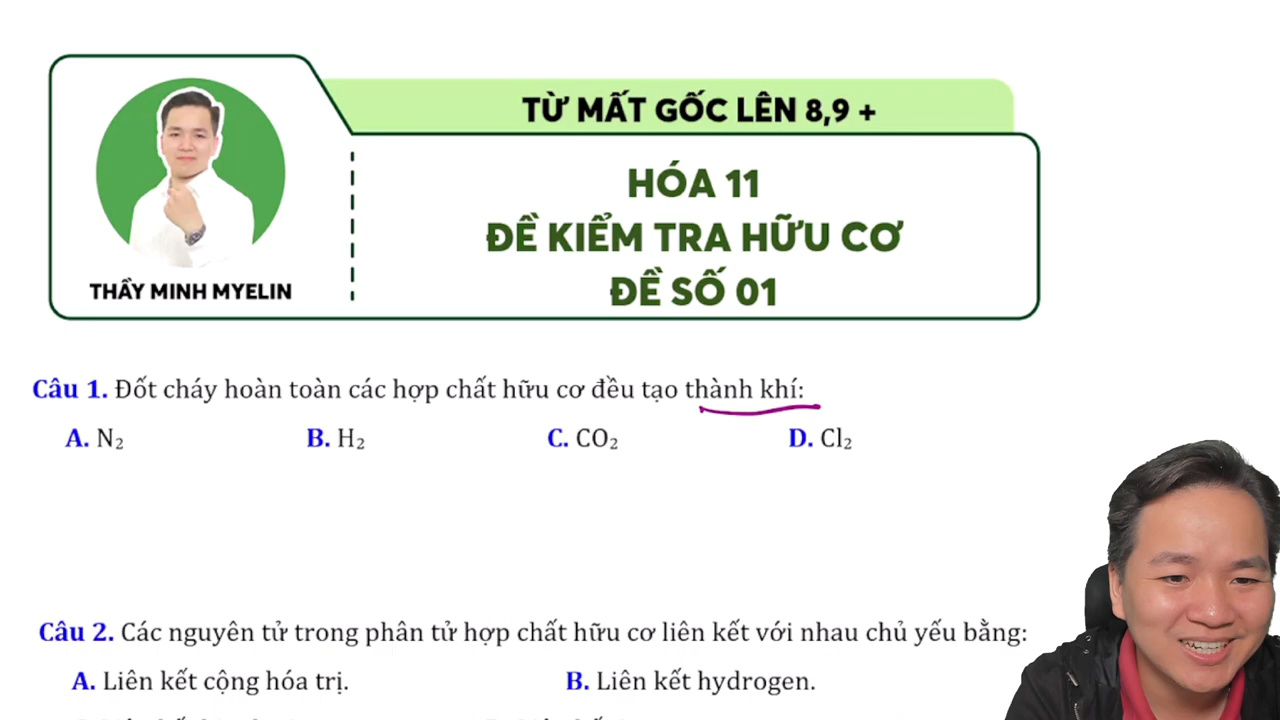 TỪ MẤT GỐC LÊN 8,9 +
HÓA 11
ĐỀ KIỂM TRA HỮU CƠ
ĐỀ SỐ 01
THẦY MINH MYELIN
Câu 1. Đốt cháy hoàn toàn các hợp chất hữu cơ đều tạo thành khí:
A. N₂ B. H₂ C. CO₂ D. Cl₂
Câu 2. Các nguyên tử trong phân tử hợp chất hữu cơ liên kết với nhau chủ yếu bằng:
A. Liên kết cộng hóa trị. B. Liên kết hydrogen.